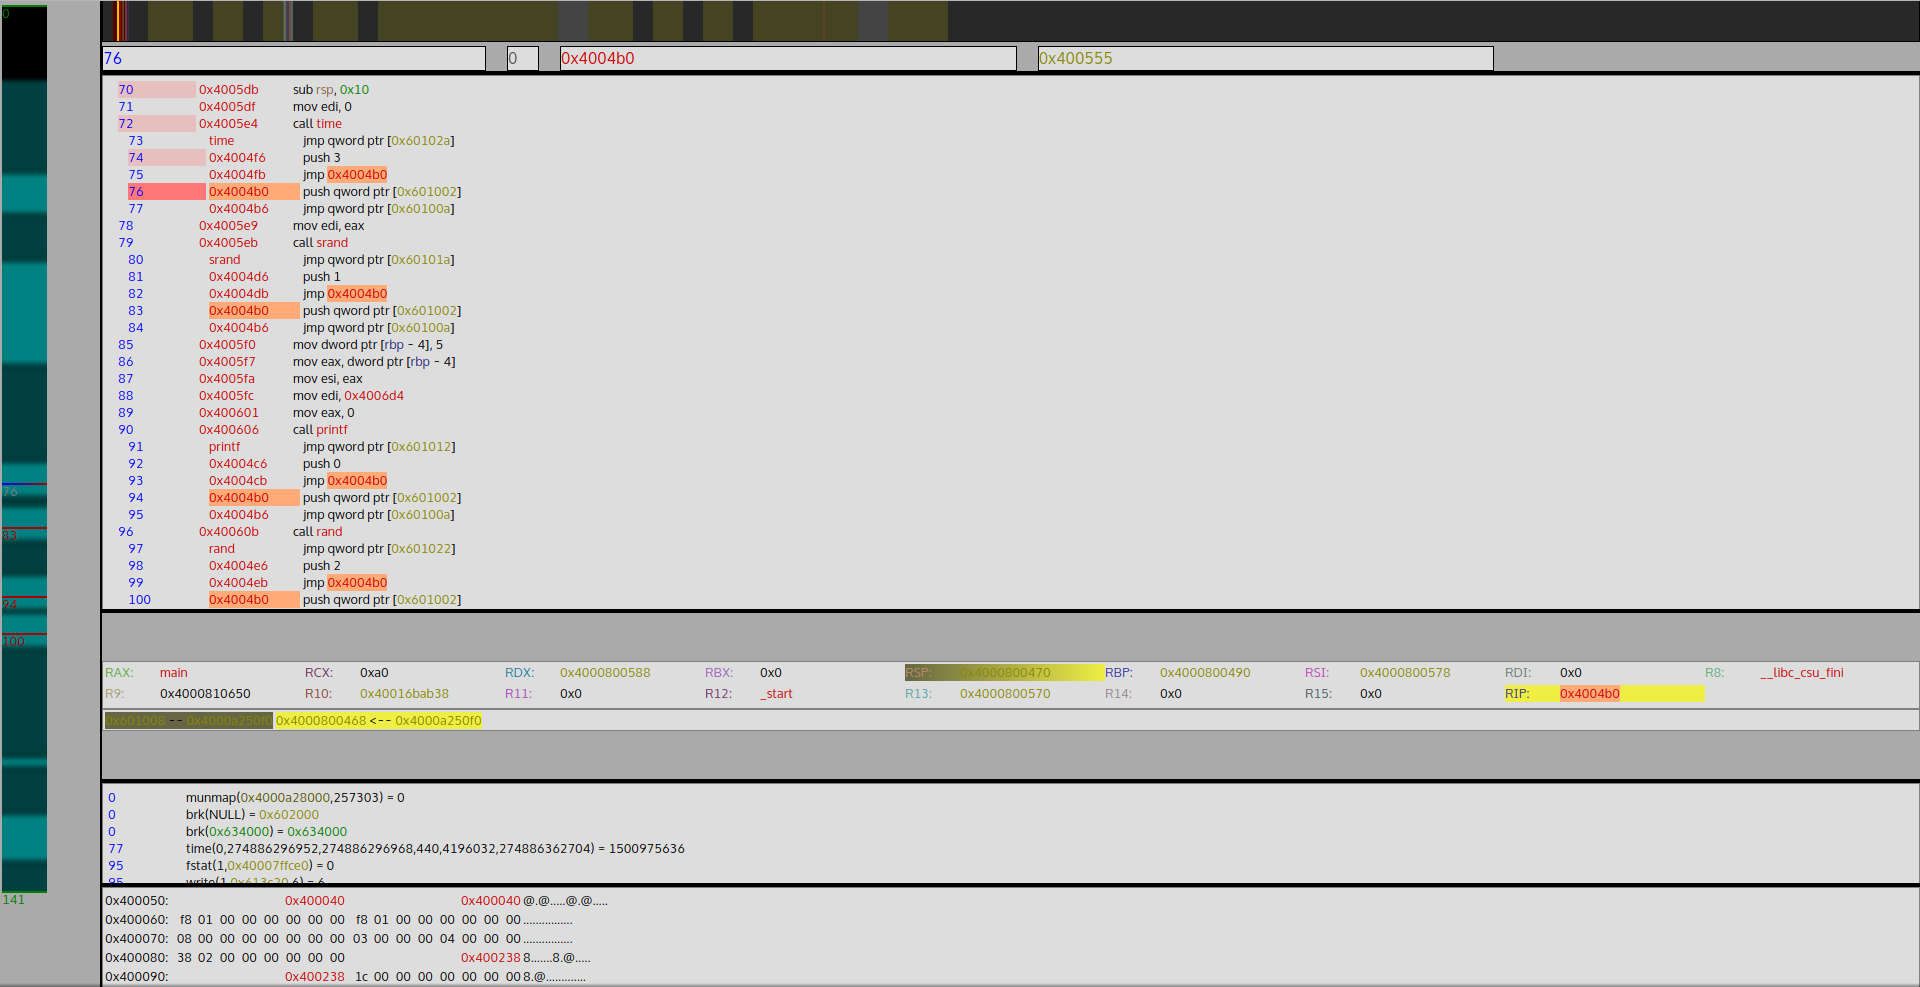 0
76 0 0x4004b0 0x400555
70 0x4005db sub rsp, 0x10
71 0x4005df mov edi, 0
72 0x4005e4 call time
73 time jmp qword ptr [0x60102a]
74 0x4004f6 push 3
75 0x4004fb jmp 0x4004b0
76 0x4004b0 push qword ptr [0x601002]
77 0x4004b6 jmp qword ptr [0x60100a]
78 0x4005e9 mov edi, eax
79 0x4005eb call srand
80 srand jmp qword ptr [0x60101a]
81 0x4004d6 push 1
82 0x4004db jmp 0x4004b0
83 0x4004b0 push qword ptr [0x601002]
84 0x4004b6 jmp qword ptr [0x60100a]
85 0x4005f0 mov dword ptr [rbp - 4], 5
86 0x4005f7 mov eax, dword ptr [rbp - 4]
87 0x4005fa mov esi, eax
88 0x4005fc mov edi, 0x4006d4
89 0x400601 mov eax, 0
90 0x400606 call printf
91 printf jmp qword ptr [0x601012]
92 0x4004c6 push 0
93 0x4004cb jmp 0x4004b0
94 0x4004b0 push qword ptr [0x601002]
95 0x4004b6 jmp qword ptr [0x60100a]
96 0x40060b call rand
97 rand jmp qword ptr [0x601022]
98 0x4004e6 push 2
99 0x4004eb jmp 0x4004b0
100 0x4004b0 push qword ptr [0x601002]
76
83
94
100
141
RAX: main RCX: 0xa0 RDX: 0x4000800588 RBX: 0x0 RSP: 0x4000800470 RBP: 0x4000800490 RSI: 0x4000800578 RDI: 0x0 R8: __libc_csu_fini
R9: 0x4000810650 R10: 0x40016bab38 R11: 0x0 R12: _start R13: 0x4000800570 R14: 0x0 R15: 0x0 RIP: 0x4004b0
0x601008 -- 0x4000a250f0 0x4000800468 <-- 0x4000a250f0
0 munmap(0x4000a28000,257303) = 0
0 brk(NULL) = 0x602000
0 brk(0x634000) = 0x634000
77 time(0,274886296952,274886296968,440,4196032,274886362704) = 1500975636
95 fstat(1,0x40007ffce0) = 0
95 write(1,0x613c20,6) = 6
0x400050: 0x400040 0x400040 @.@.....@.@.....
0x400060: f8 01 00 00 00 00 00 00 f8 01 00 00 00 00 00 00 ................
0x400070: 08 00 00 00 00 00 00 00 03 00 00 00 04 00 00 00 ................
0x400080: 38 02 00 00 00 00 00 00 0x400238 8.......8.@.....
0x400090: 0x400238 1c 00 00 00 00 00 00 00 8.@.............